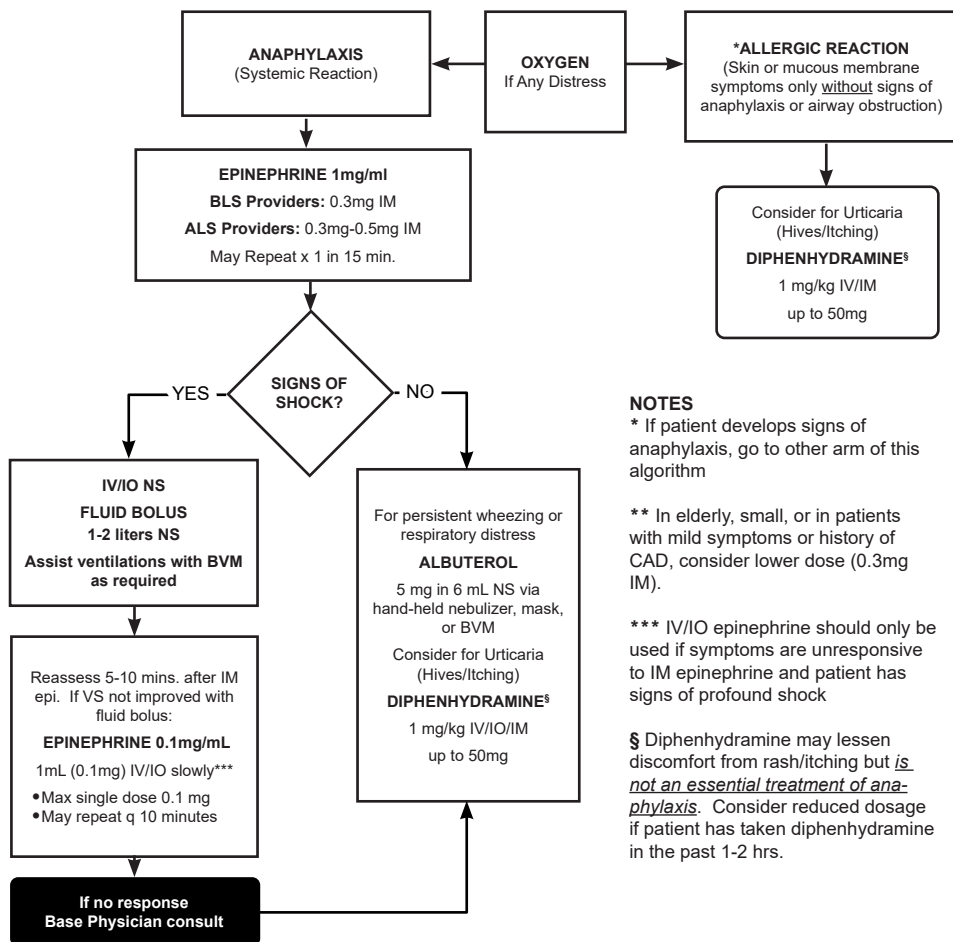 ANAPHYLAXIS
(Systemic Reaction)
OXYGEN
If Any Distress
*ALLERGIC REACTION
(Skin or mucous membrane
symptoms only without signs of
anaphylaxis or airway obstruction)
EPINEPHRINE 1mg/ml
BLS Providers: 0.3mg IM
ALS Providers: 0.3mg-0.5mg IM
May Repeat x 1 in 15 min.
Consider for Urticaria
(Hives/Itching)
DIPHENHYDRAMINE§
1 mg/kg IV/IM
up to 50mg
SIGNS OF
SHOCK?
YES
NO
IV/IO NS
FLUID BOLUS
1-2 liters NS
Assist ventilations with BVM
as required
Reassess 5-10 mins. after IM
epi.  If VS not improved with
fluid bolus:
EPINEPHRINE 0.1mg/mL
1mL (0.1mg) IV/IO slowly***
•Max single dose 0.1 mg
•May repeat q 10 minutes
If no response
Base Physician consult
For persistent wheezing or
respiratory distress
ALBUTEROL
5 mg in 6 mL NS via
hand-held nebulizer, mask,
or BVM
Consider for Urticaria
(Hives/Itching)
DIPHENHYDRAMINE§
1 mg/kg IV/IO/IM
up to 50mg
NOTES
* If patient develops signs of
anaphylaxis, go to other arm of this
algorithm
** In elderly, small, or in patients
with mild symptoms or history of
CAD, consider lower dose (0.3mg
IM).
*** IV/IO epinephrine should only be
used if symptoms are unresponsive
to IM epinephrine and patient has
signs of profound shock
§ Diphenhydramine may lessen
discomfort from rash/itching but is
not an essential treatment of ana-
phylaxis.  Consider reduced dosage
if patient has taken diphenhydramine
in the past 1-2 hrs.